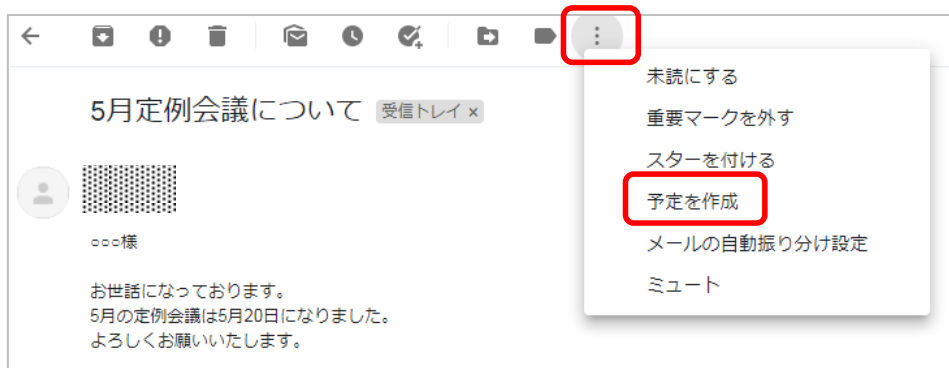 5月定例会議について 受信トレイ ×
○○○様
お世話になっております。
5月の定例会議は5月20日になりました。
よろしくお願いいたします。
未読にする
重要マークを外す
スターを付ける
予定を作成
メールの自動振り分け設定
ミュート